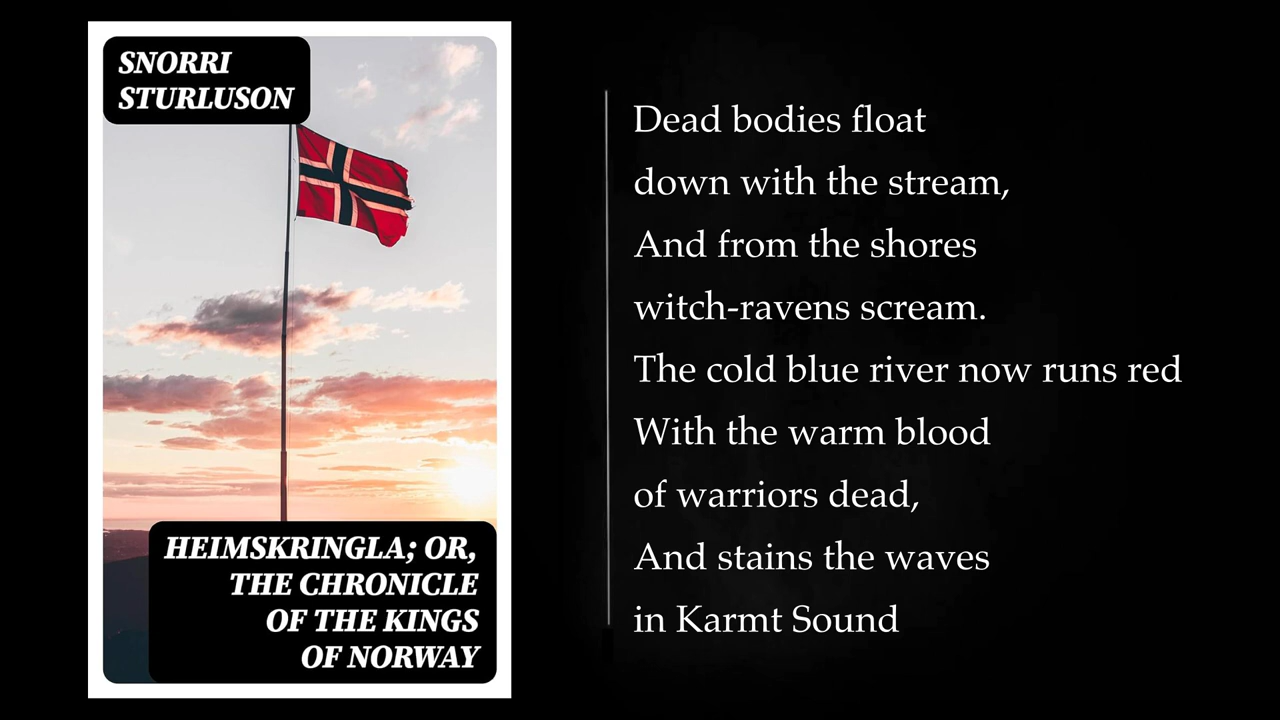 SNORRI
STURLUSON
HEIMSKRINGLA; OR,
THE CHRONICLE
OF THE KINGS
OF NORWAY
Dead bodies float
down with the stream,
And from the shores
witch-ravens scream.
The cold blue river now runs red
With the warm blood
of warriors dead,
And stains the waves
in Karmt Sound